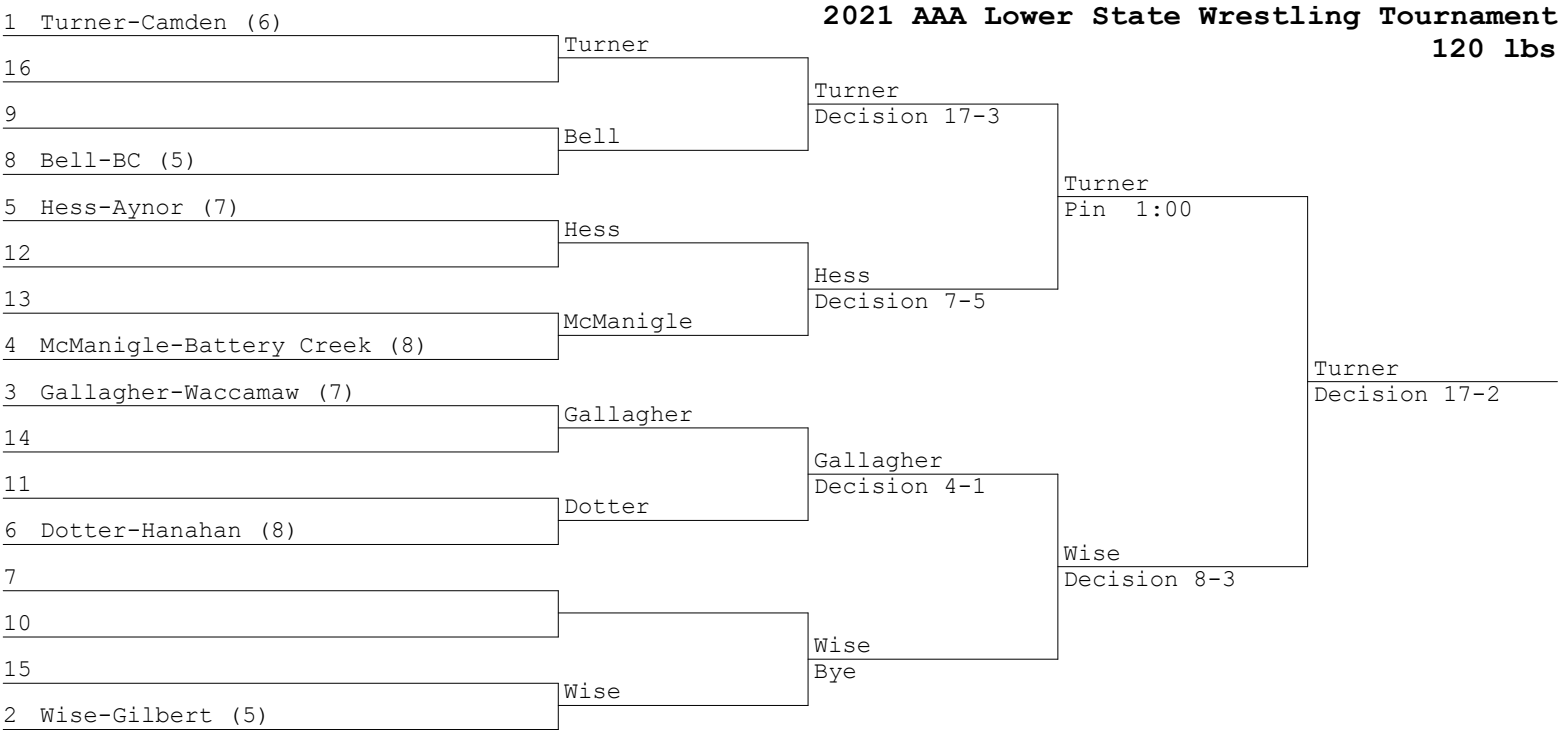 2021 AAA Lower State Wrestling Tournament
120 lbs
1 Turner-Camden (6)
16
9
8 Bell-BC (5)
5 Hess-Aynor (7)
12
13
4 McManigle-Battery Creek (8)
3 Gallagher-Waccamaw (7)
14
11
6 Dotter-Hanahan (8)
7
10
15
2 Wise-Gilbert (5)
Turner
Bell
Hess
McManigle
Gallagher
Dotter
Wise
Turner
Decision 17-3
Hess
Decision 7-5
Gallagher
Decision 4-1
Wise
Bye
Turner
Pin 1:00
Wise
Decision 8-3
Turner
Decision 17-2